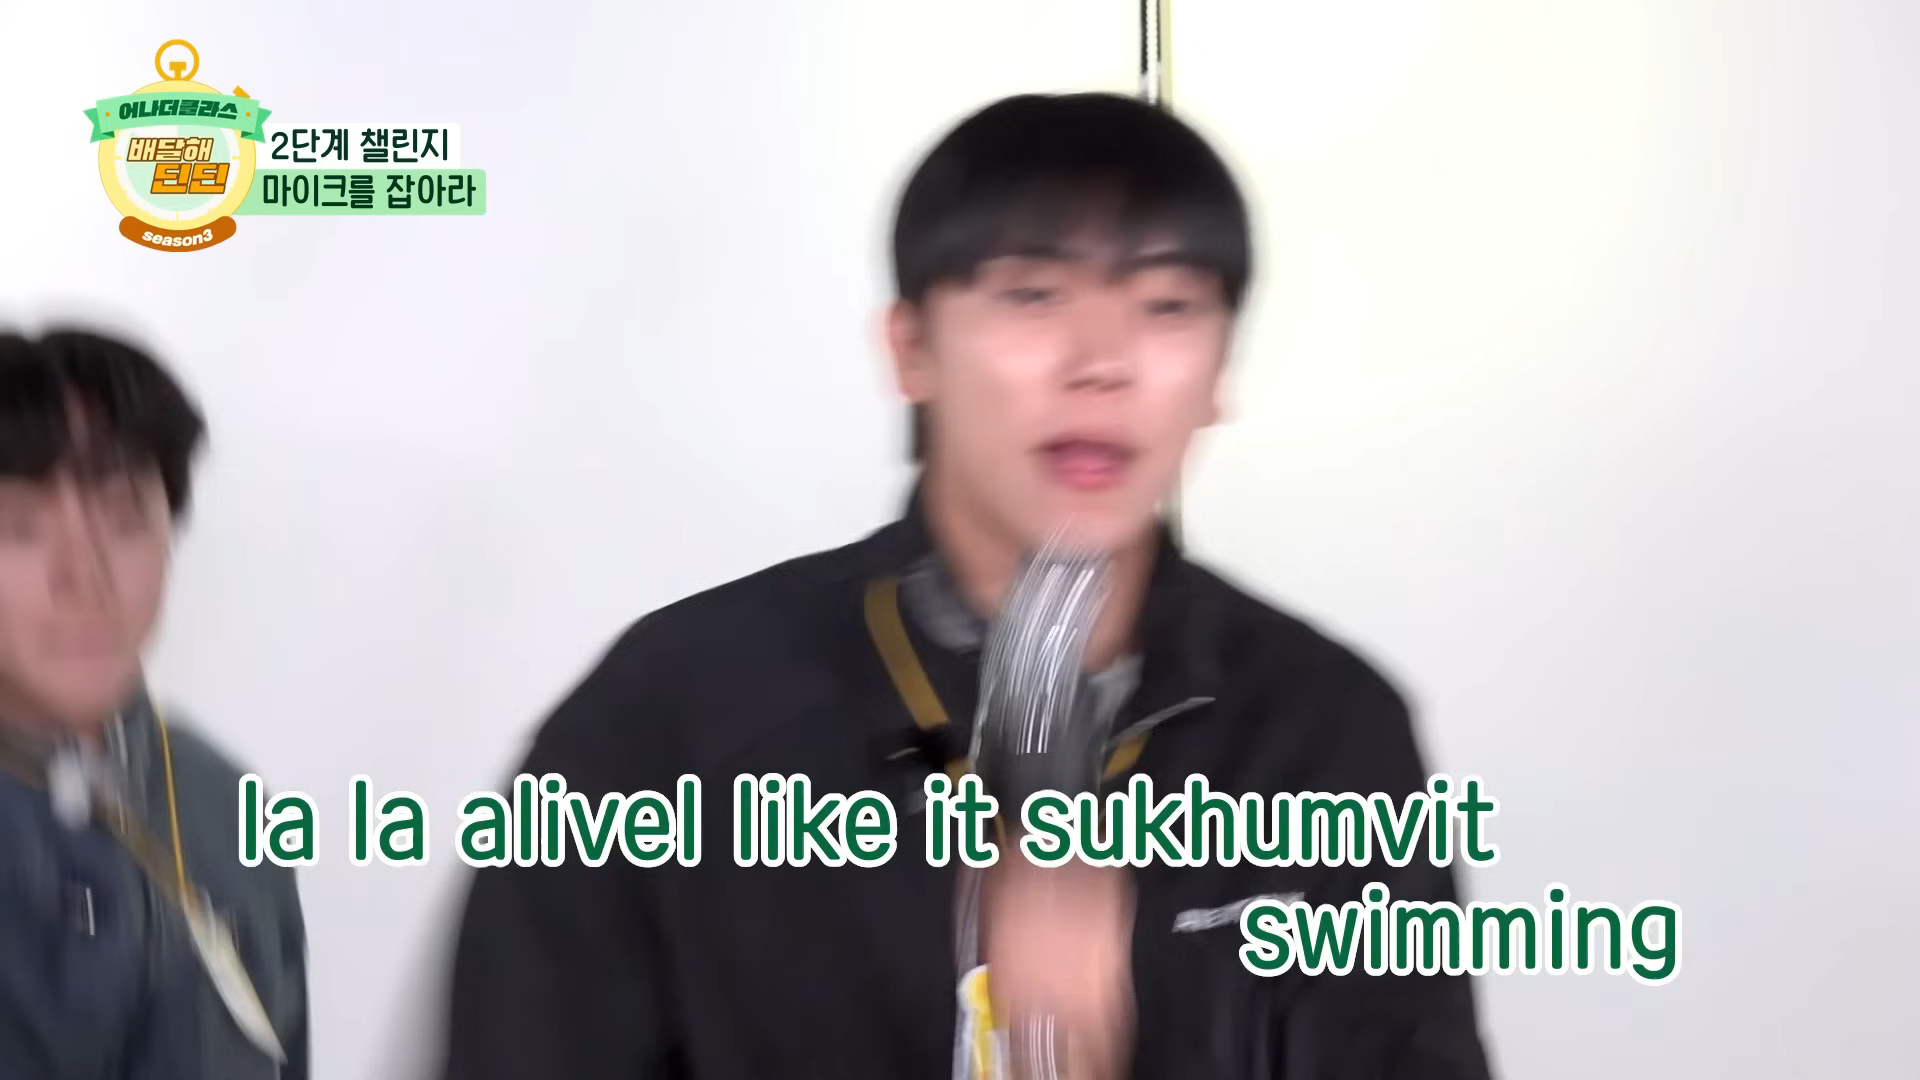 어나더클라스
배달해
딘딘
season3
2단계 챌린지
마이크를 잡아라
la la alivel like it sukhumvit
swimming